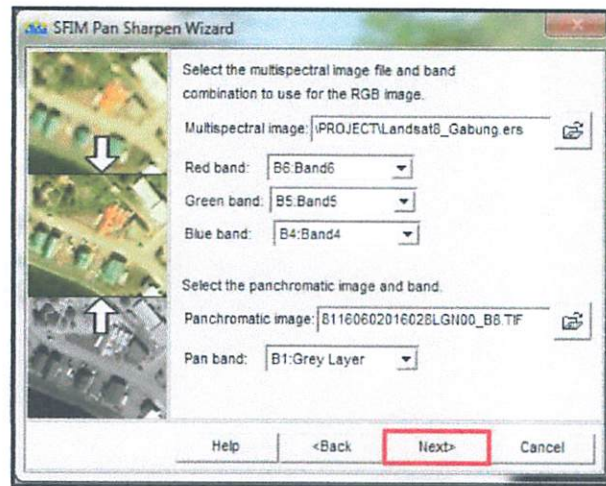 SFIM Pan Sharpen Wizard
Select the multispectral image file and band
combination to use for the RGB image.
Multispectral image: \PROJECT\Landsat8_Gabung.ers
Red band: B6:Band6
Green band: B5:Band5
Blue band: B4:Band4
Select the panchromatic image and band.
Panchromatic image: 81160602016028LGN00_B8.TIF
Pan band: B1:Grey Layer
Help <Back Next> Cancel